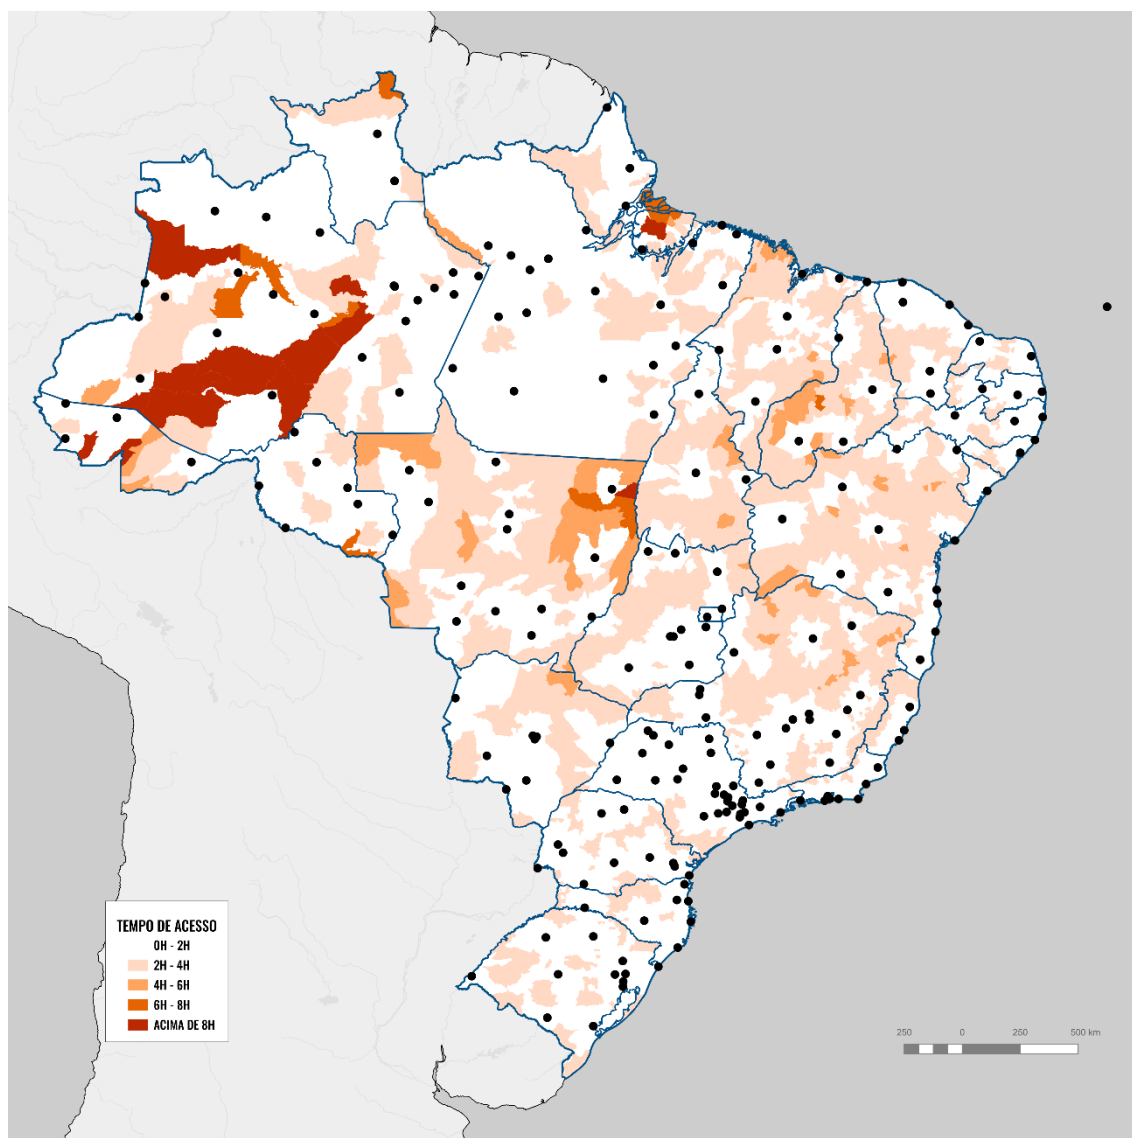 TEMPO DE ACESSO
0H - 2H
2H - 4H
4H - 6H
6H - 8H
ACIMA DE 8H
250 0 250 500 km